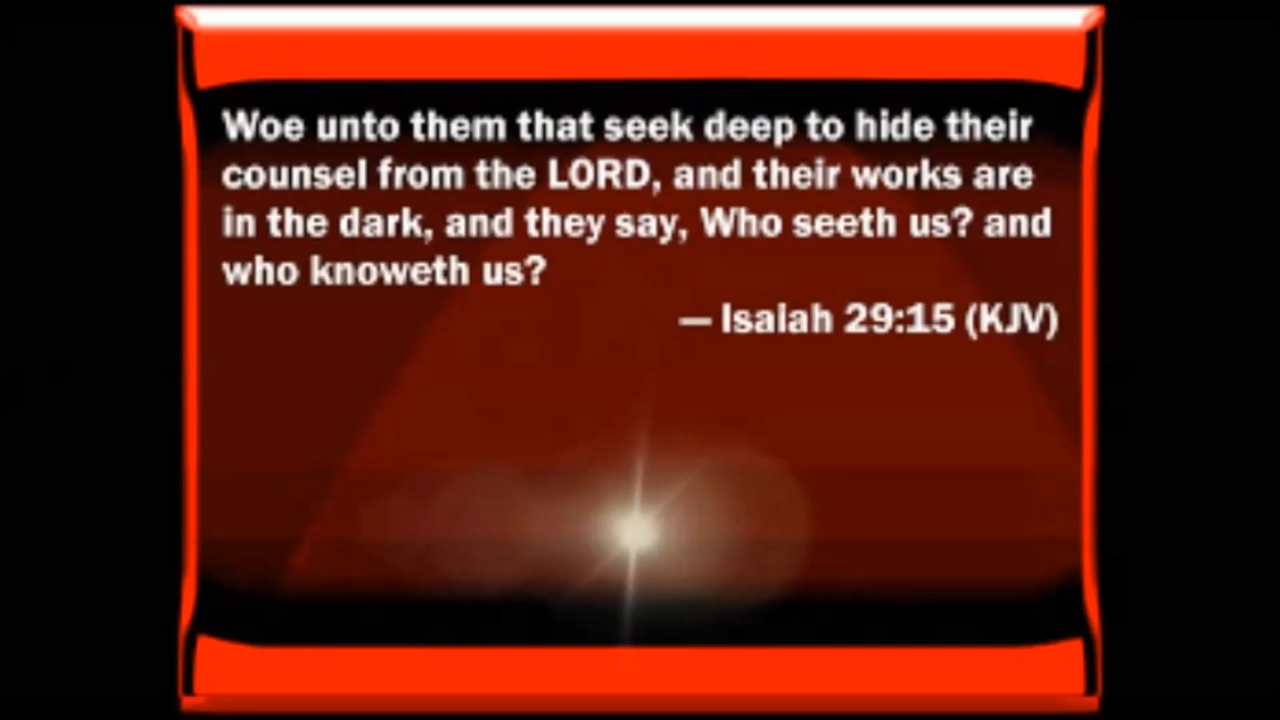 Woe unto them that seek deep to hide their
counsel from the LORD, and their works are
in the dark, and they say, Who seeth us? and
who knoweth us?
— Isaiah 29:15 (KJV)